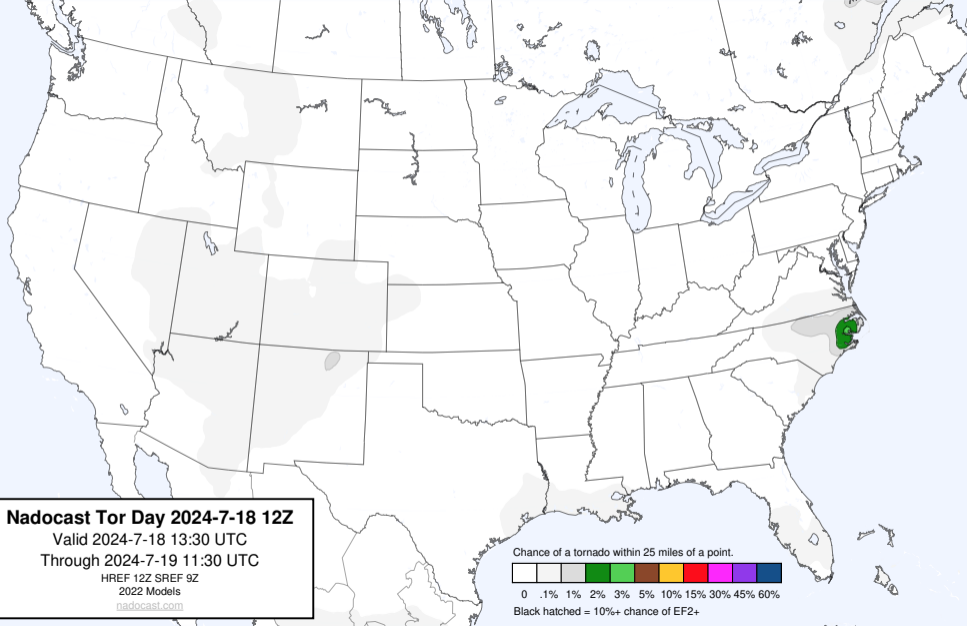 Nadocast Tor Day 2024-7-18 12Z
Valid 2024-7-18 13:30 UTC
Through 2024-7-19 11:30 UTC
HREF 12Z SREF 9Z
2022 Models
nadocast.com
Chance of a tornado within 25 miles of a point.
0 .1% 1% 2% 3% 5% 10% 15% 30% 45% 60%
Black hatched = 10%+ chance of EF2+